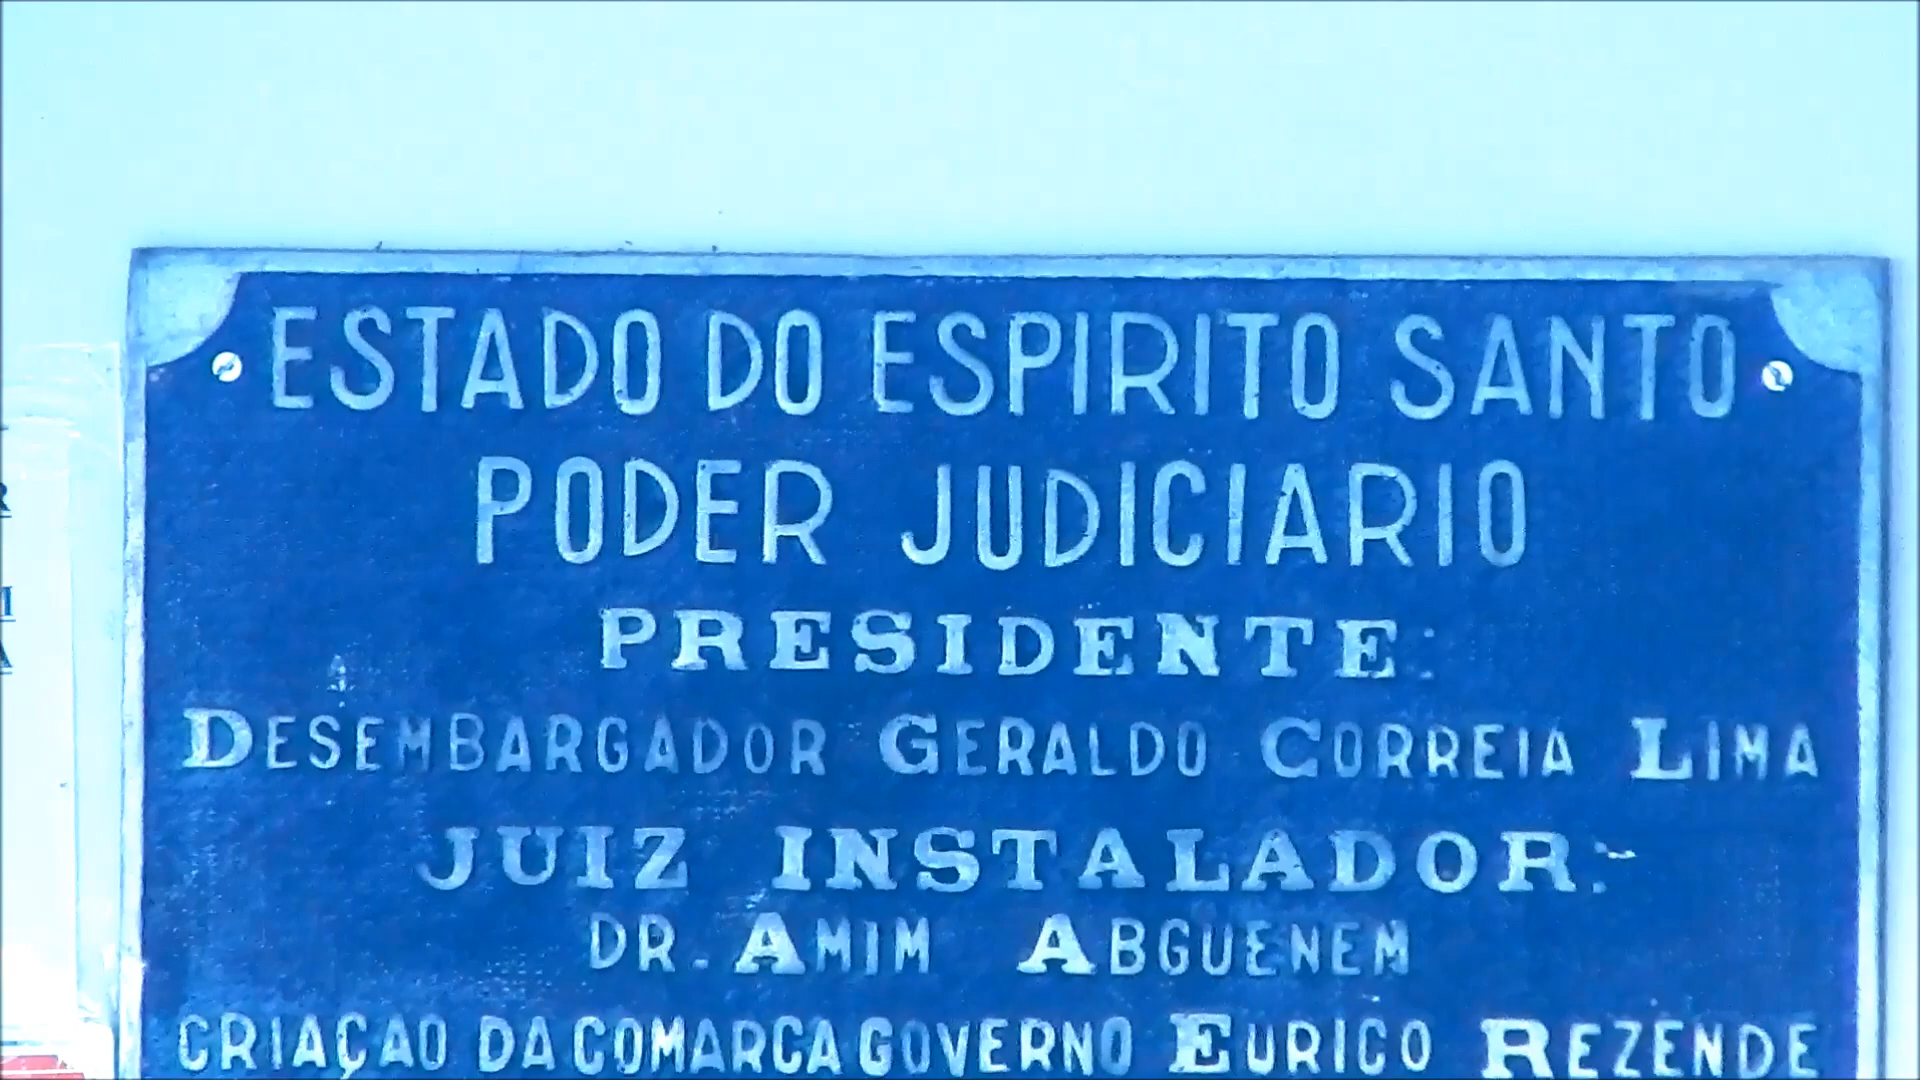 ESTADO DO ESPIRITO SANTO
PODER JUDICIARIO
PRESIDENTE:
DESEMBARGADOR GERALDO CORREIA LIMA
JUIZ INSTALADOR:
DR. AMIM ABGUENEM
CRIAÇAO DA COMARCA GOVERNO EURICO REZENDE